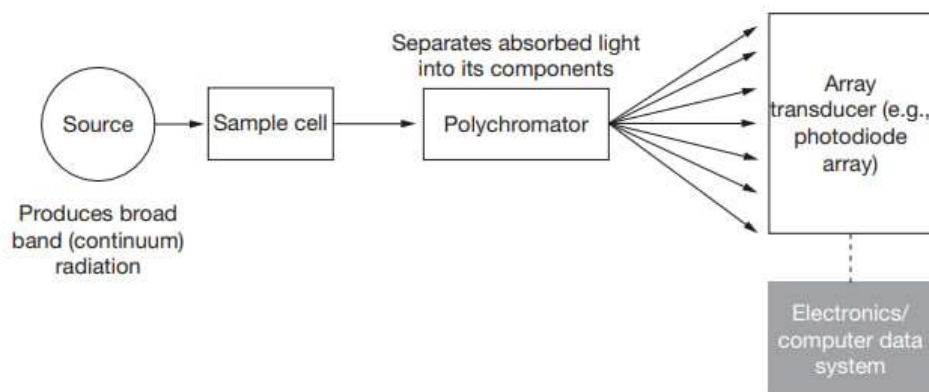 Separates absorbed light
into its components
Source
Sample cell
Polychromator
Array
transducer (e.g.,
photodiode
array)
Produces broad
band (continuum)
radiation
Electronics/
computer data
system